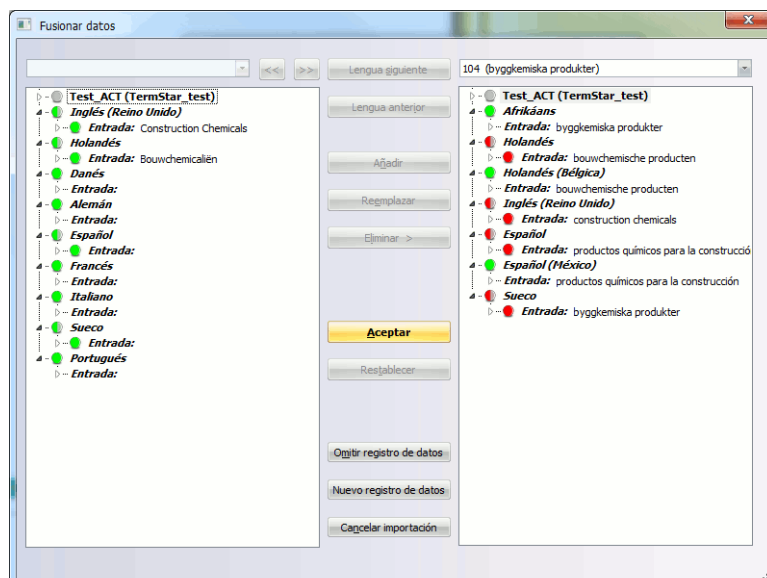 Fusionar datos
<< >>
Lengua siguiente
104 (byggkemiska produkter)
Test_ACT (TermStar_test)
Inglés (Reino Unido)
Entrada: Construction Chemicals
Holandés
Entrada: Bouwchemicaliën
Danés
Entrada:
Alemán
Entrada:
Español
Entrada:
Francés
Entrada:
Italiano
Entrada:
Sueco
Entrada:
Portugués
Entrada:
Lengua anterior
Añadir
Reemplazar
Eliminar >
Aceptar
Restablecer
Omitir registro de datos
Nuevo registro de datos
Cancelar importación
Test_ACT (TermStar_test)
Afrikáans
Entrada: byggkemiska produkter
Holandés
Entrada: bouwchemische producten
Holandés (Bélgica)
Entrada: bouwchemische producten
Inglés (Reino Unido)
Entrada: construction chemicals
Español
Entrada: productos químicos para la construcció
Español (México)
Entrada: productos químicos para la construcción
Sueco
Entrada: byggkemiska produkter